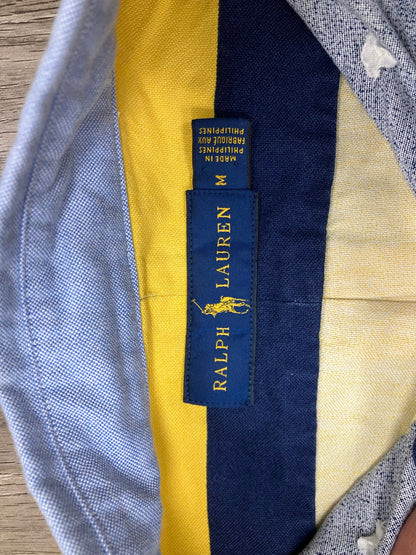 RALPH LAUREN
M
MADE IN
PHILIPPINES
FABRIQUÉ AUX
PHILIPPINES